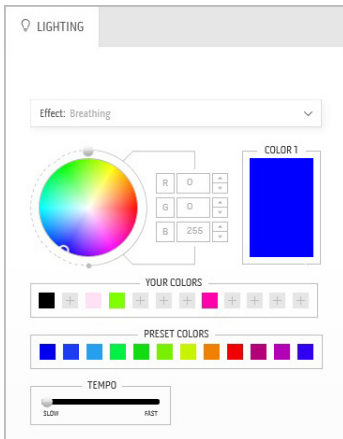 LIGHTING
Effect: Breathing
COLOR 1
R 0
G 0
B 255
YOUR COLORS
PRESET COLORS
TEMPO
SLOW FAST